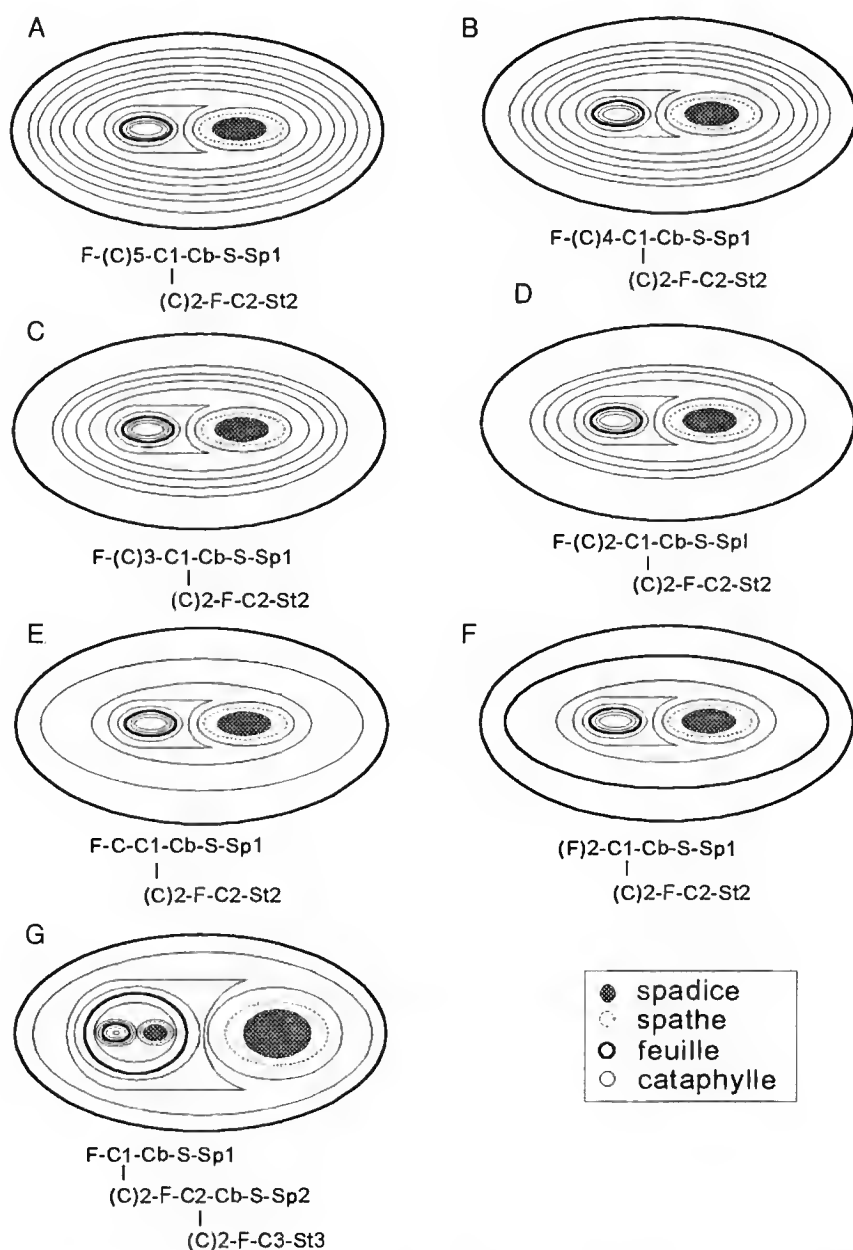 A
F-(C)5-C1-Cb-S-Sp1
(C)2-F-C2-St2
B
F-(C)4-C1-Cb-S-Sp1
(C)2-F-C2-St2
C
F-(C)3-C1-Cb-S-Sp1
(C)2-F-C2-St2
D
F-(C)2-C1-Cb-S-Spl
(C)2-F-C2-St2
E
F-C-C1-Cb-S-Sp1
(C)2-F-C2-St2
F
(F)2-C1-Cb-S-Sp1
(C)2-F-C2-St2
G
F-C1-Cb-S-Sp1
(C)2-F-C2-Cb-S-Sp2
(C)2-F-C3-St3
spadice
spathe
feuille
cataphylle